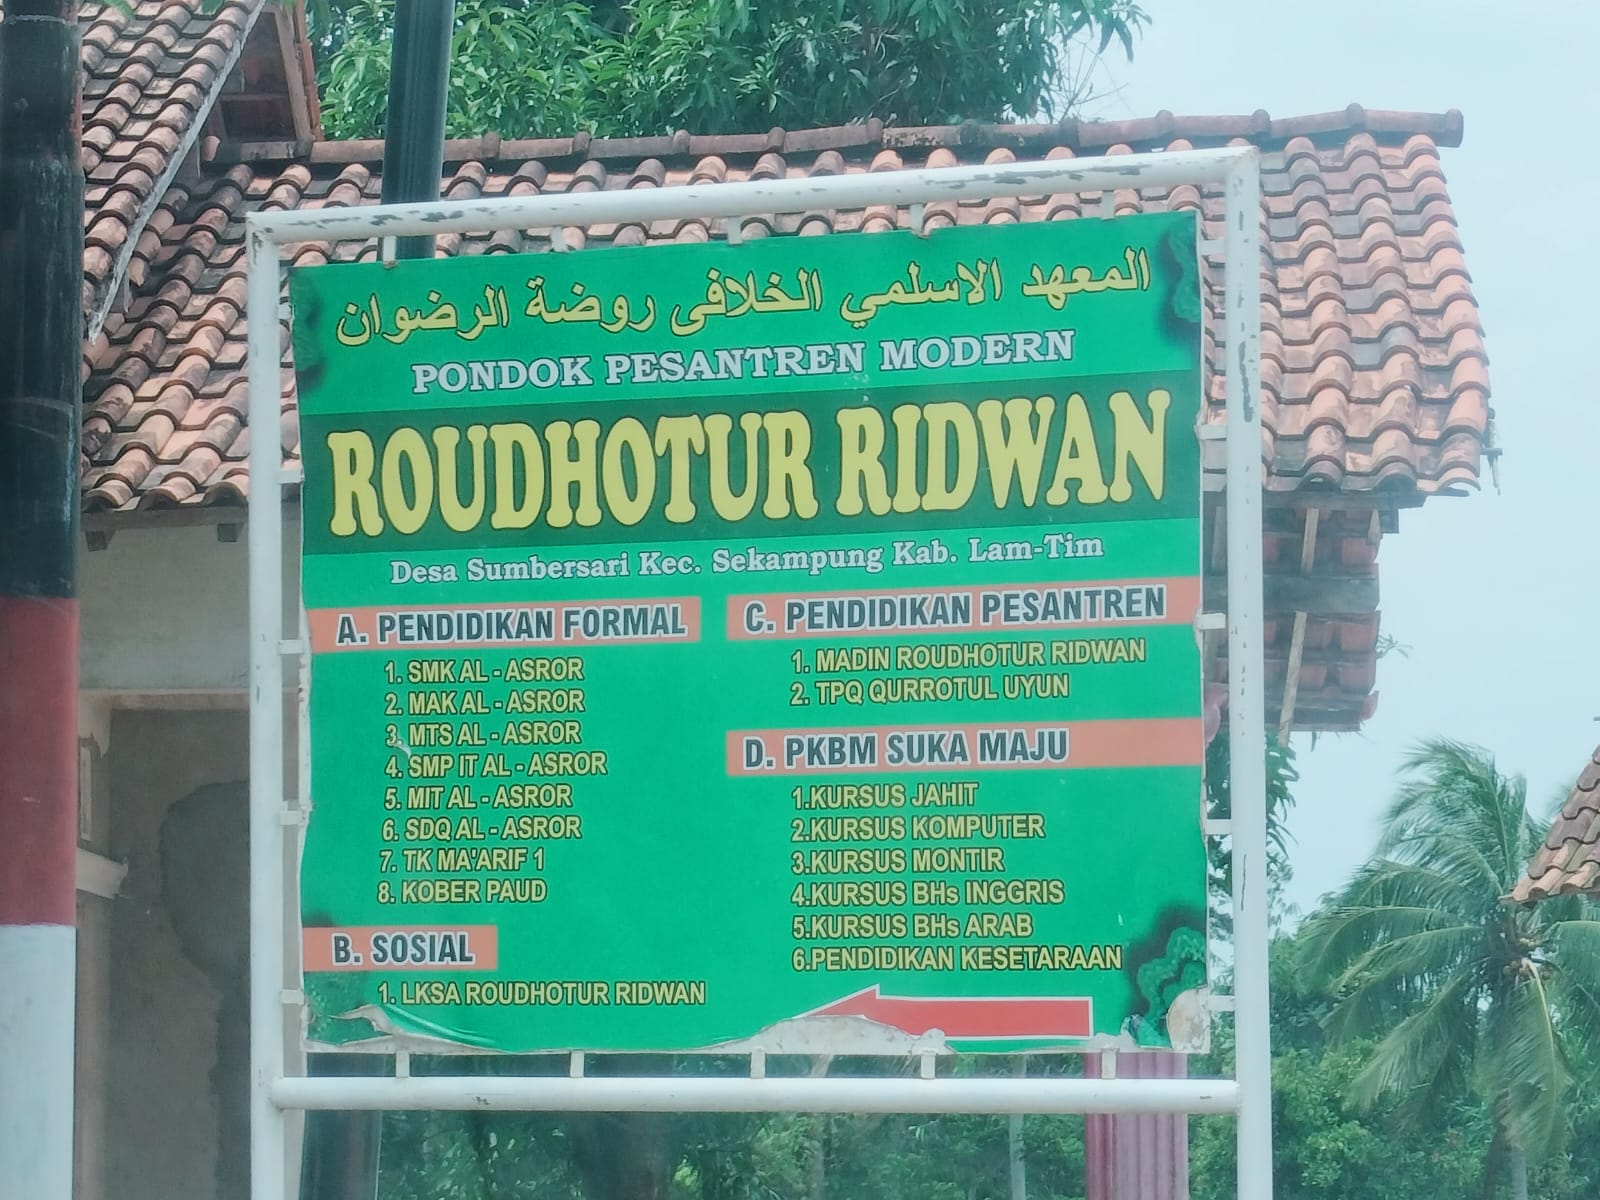 المعهد الاسلمي الخلافى روضة الرضوان
PONDOK PESANTREN MODERN
ROUDHOTUR RIDWAN
Desa Sumbersari Kec. Sekampung Kab. Lam-Tim
A. PENDIDIKAN FORMAL
1. SMK AL - ASROR
2. MAK AL - ASROR
3. MTS AL - ASROR
4. SMP IT AL - ASROR
5. MIT AL - ASROR
6. SDQ AL - ASROR
7. TK MA'ARIF 1
8. KOBER PAUD
B. SOSIAL
1. LKSA ROUDHOTUR RIDWAN
C. PENDIDIKAN PESANTREN
1. MADIN ROUDHOTUR RIDWAN
2. TPQ QURROTUL UYUN
D. PKBM SUKA MAJU
1.KURSUS JAHIT
2.KURSUS KOMPUTER
3.KURSUS MONTIR
4.KURSUS BHs INGGRIS
5.KURSUS BHs ARAB
6.PENDIDIKAN KESETARAAN